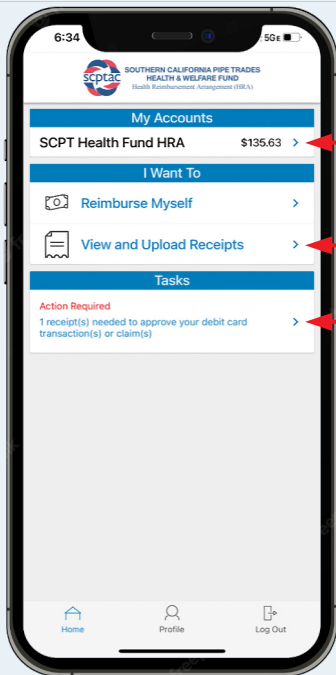 6:34
5GE
scptac
SOUTHERN CALIFORNIA PIPE TRADES
HEALTH & WELFARE FUND
Health Reimbursement Arrangement (HRA)
My Accounts
SCPT Health Fund HRA $135.63
I Want To
Reimburse Myself
View and Upload Receipts
Tasks
Action Required
1 receipt(s) needed to approve your debit card
transaction(s) or claim(s)
Home Profile Log Out